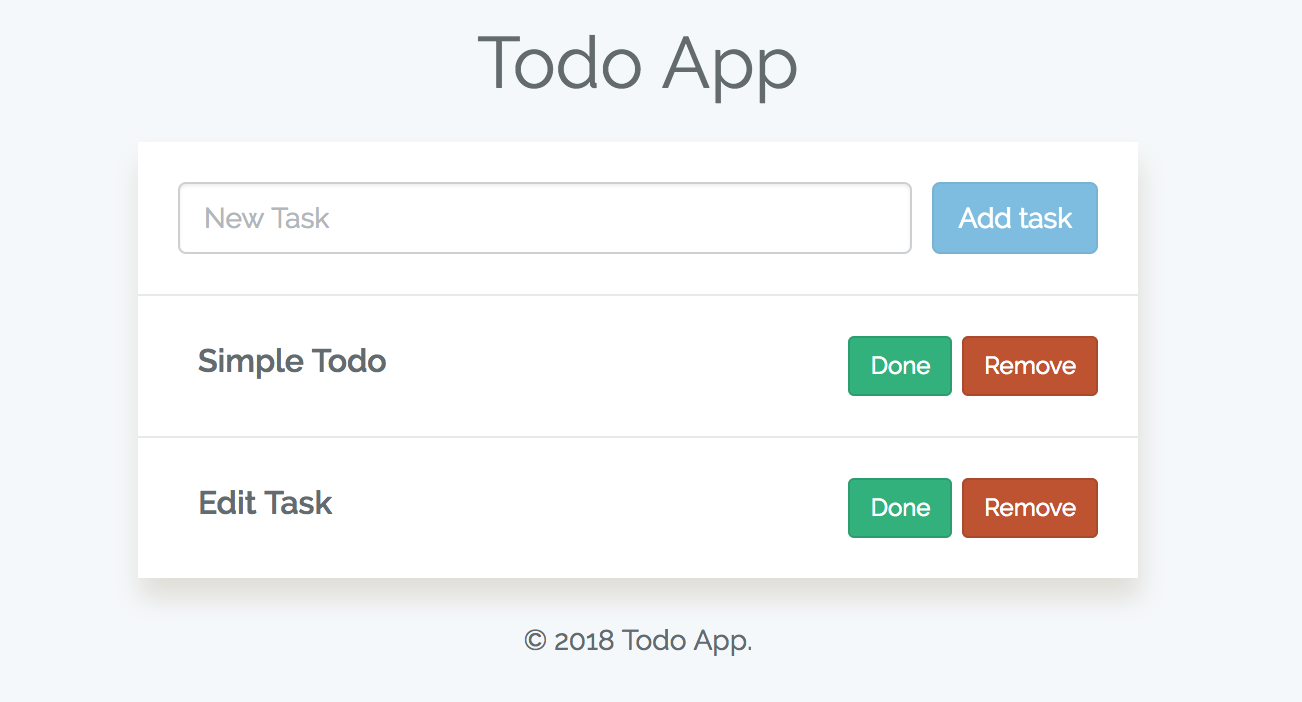 Todo App
New Task
Add task
Simple Todo
Done
Remove
Edit Task
Done
Remove
© 2018 Todo App.